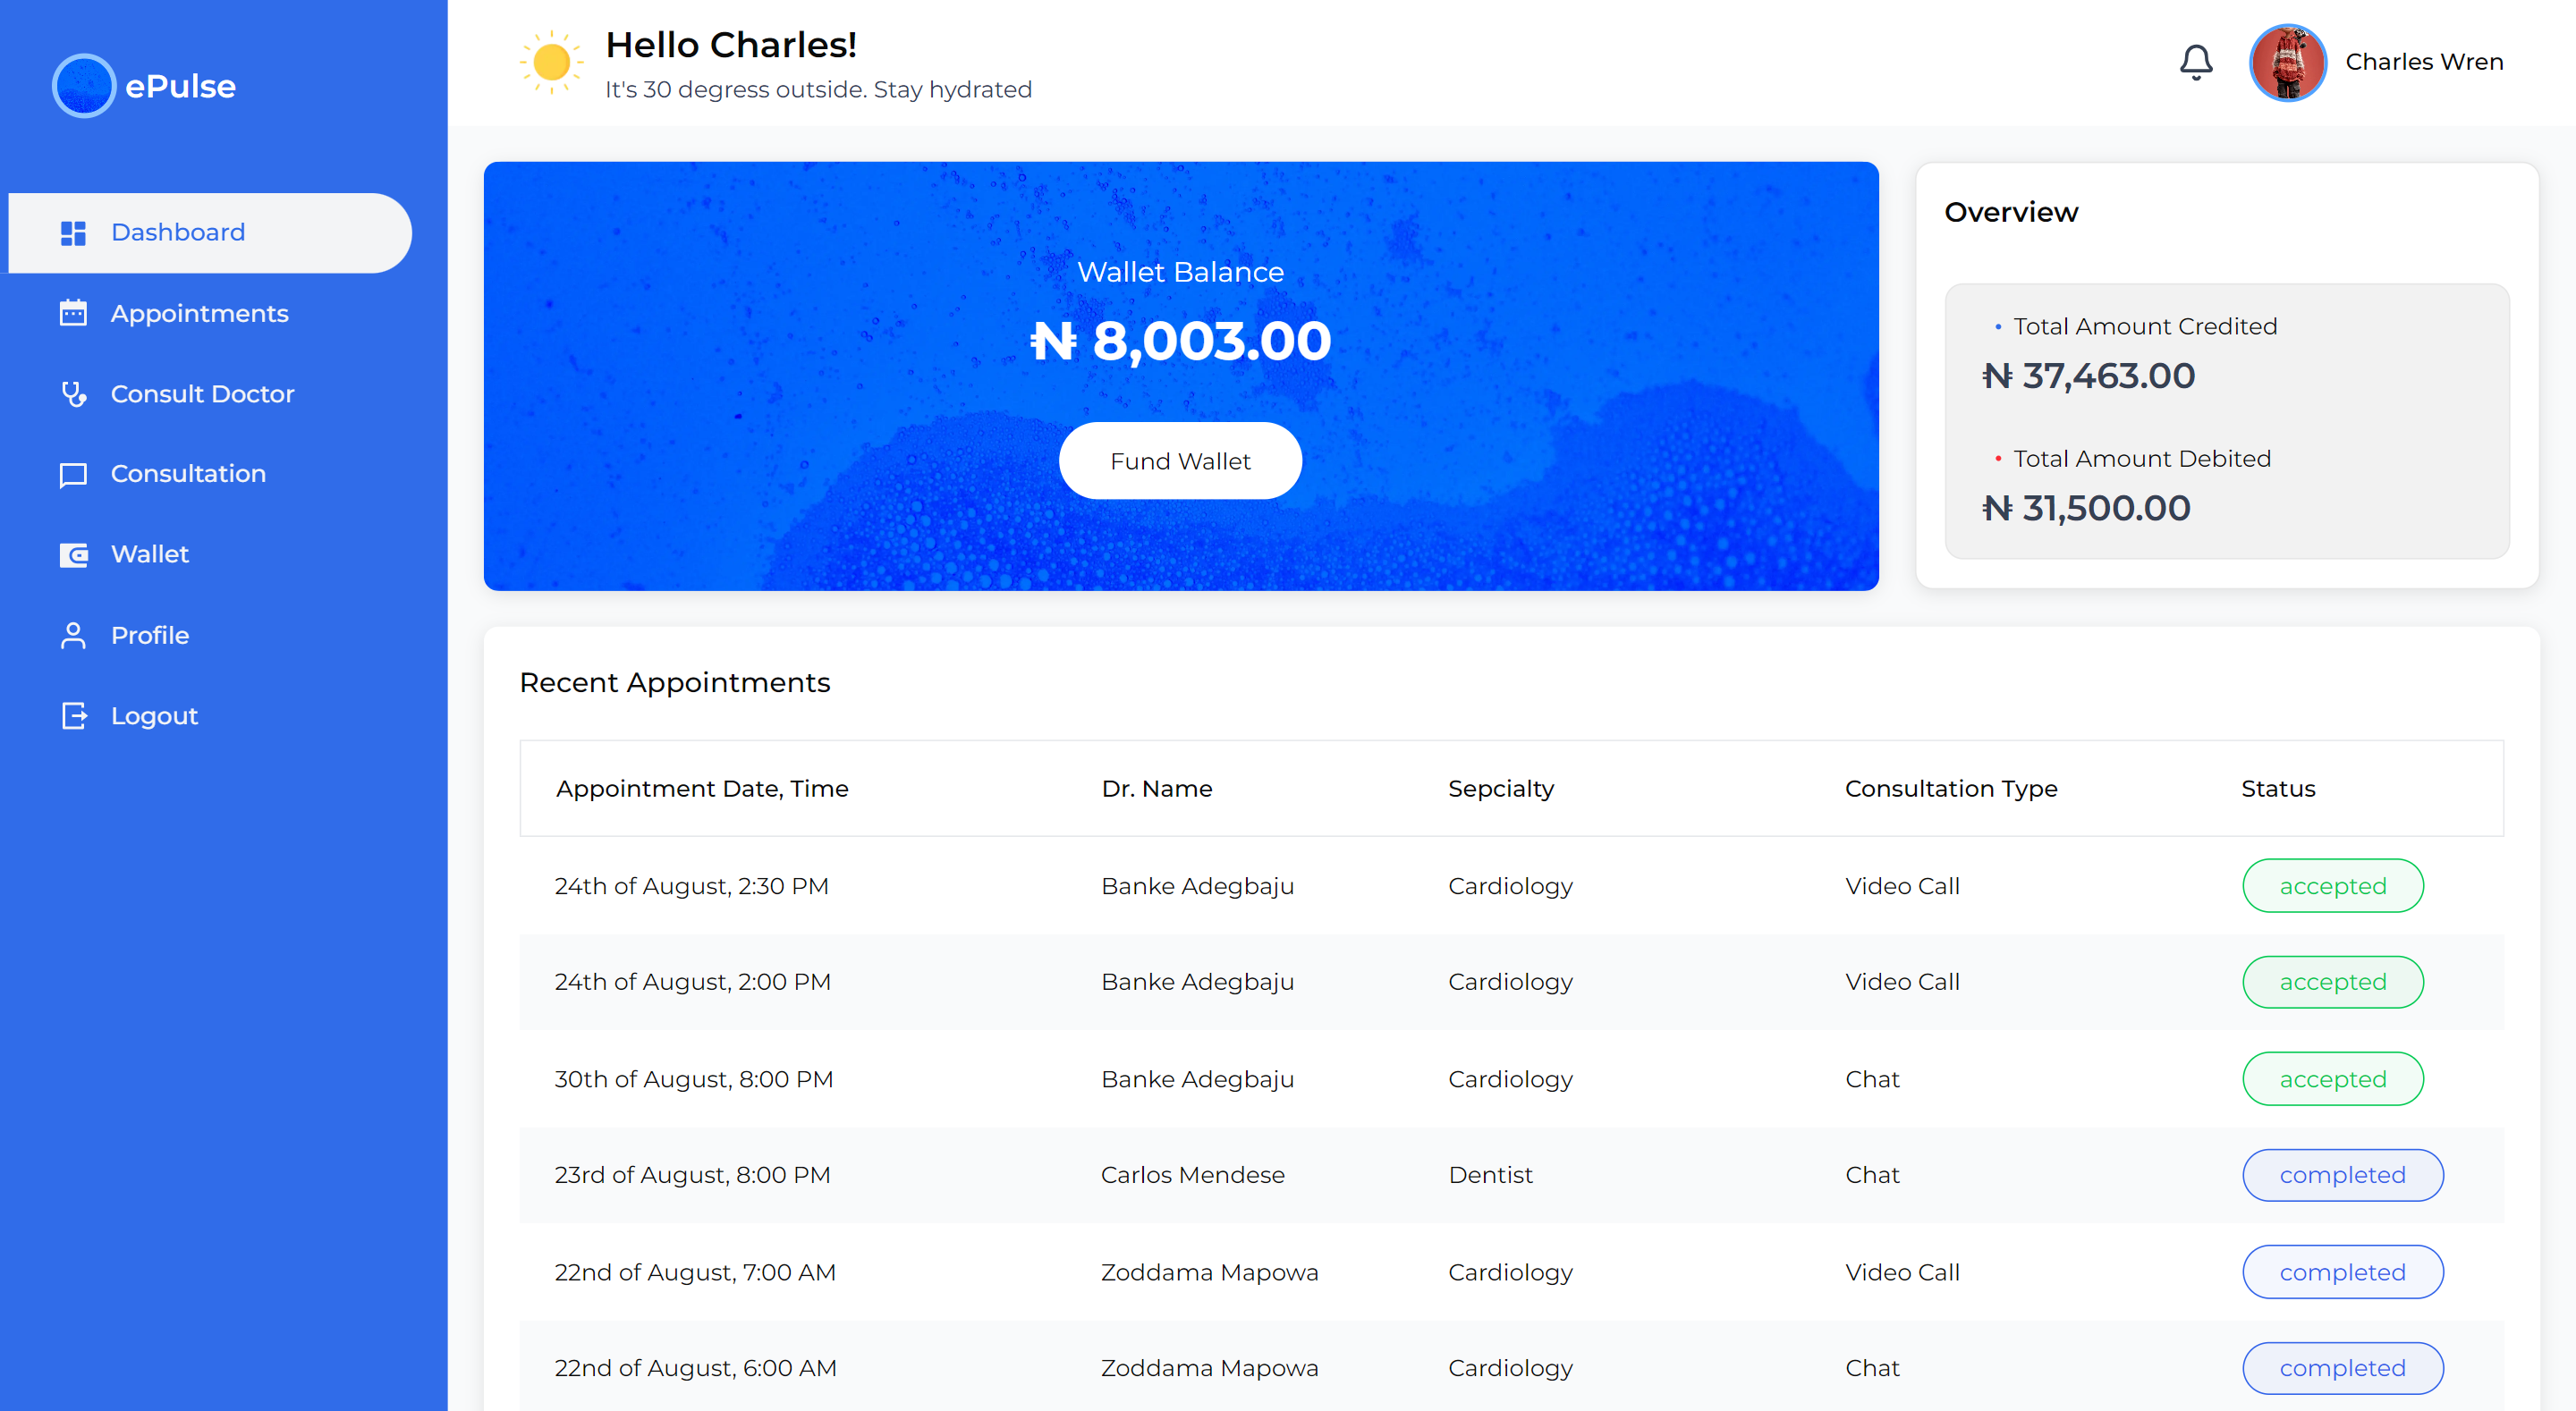 ePulse
Dashboard
Appointments
Consult Doctor
Consultation
Wallet
Profile
Logout
Hello Charles!
It's 30 degress outside. Stay hydrated
Charles Wren
Wallet Balance
₦ 8,003.00
Fund Wallet
Overview
• Total Amount Credited
₦ 37,463.00
• Total Amount Debited
₦ 31,500.00
Recent Appointments
Appointment Date, Time Dr. Name Sepcialty Consultation Type Status
24th of August, 2:30 PM Banke Adegbaju Cardiology Video Call accepted
24th of August, 2:00 PM Banke Adegbaju Cardiology Video Call accepted
30th of August, 8:00 PM Banke Adegbaju Cardiology Chat accepted
23rd of August, 8:00 PM Carlos Mendese Dentist Chat completed
22nd of August, 7:00 AM Zoddama Mapowa Cardiology Video Call completed
22nd of August, 6:00 AM Zoddama Mapowa Cardiology Chat completed